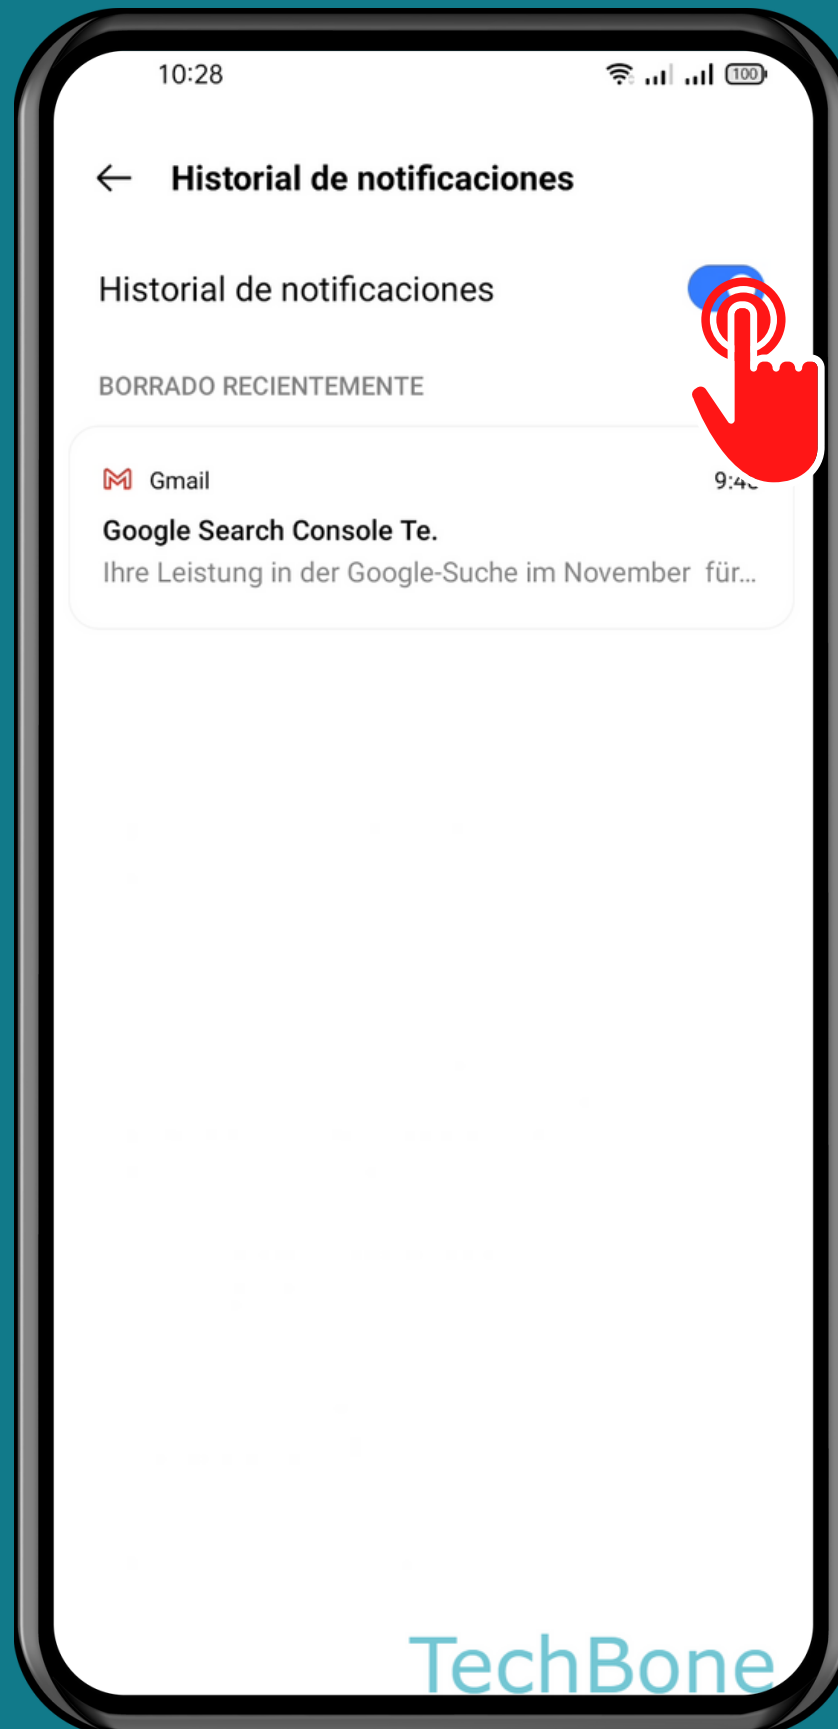 10:28
100
Historial de notificaciones
Historial de notificaciones
BORRADO RECIENTEMENTE
Gmail
Google Search Console Te.
Ihre Leistung in der Google-Suche im November für...
TechBone